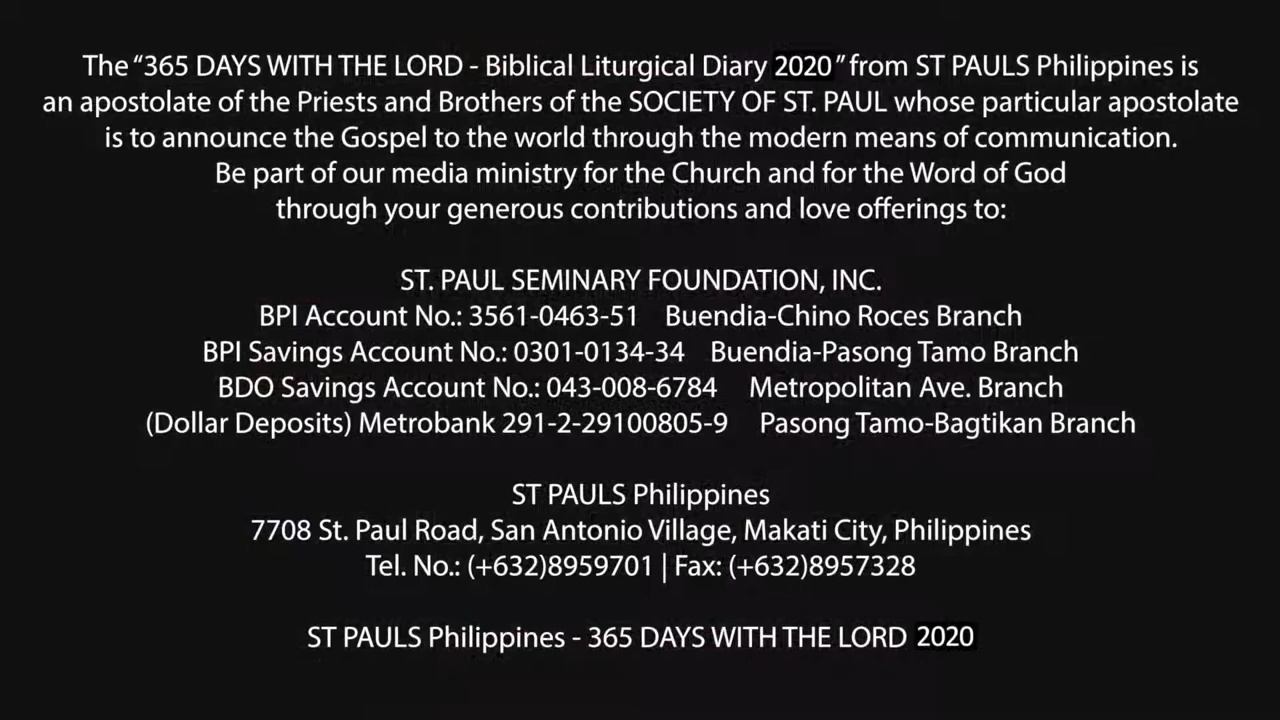 The “365 DAYS WITH THE LORD - Biblical Liturgical Diary 2020” from ST PAULS Philippines is
an apostolate of the Priests and Brothers of the SOCIETY OF ST. PAUL whose particular apostolate
is to announce the Gospel to the world through the modern means of communication.
Be part of our media ministry for the Church and for the Word of God
through your generous contributions and love offerings to:
ST. PAUL SEMINARY FOUNDATION, INC.
BPI Account No.: 3561-0463-51 Buendia-Chino Roces Branch
BPI Savings Account No.: 0301-0134-34 Buendia-Pasong Tamo Branch
BDO Savings Account No.: 043-008-6784 Metropolitan Ave. Branch
(Dollar Deposits) Metrobank 291-2-29100805-9 Pasong Tamo-Bagtikan Branch
ST PAULS Philippines
7708 St. Paul Road, San Antonio Village, Makati City, Philippines
Tel. No.: (+632)8959701 | Fax: (+632)8957328
ST PAULS Philippines - 365 DAYS WITH THE LORD 2020